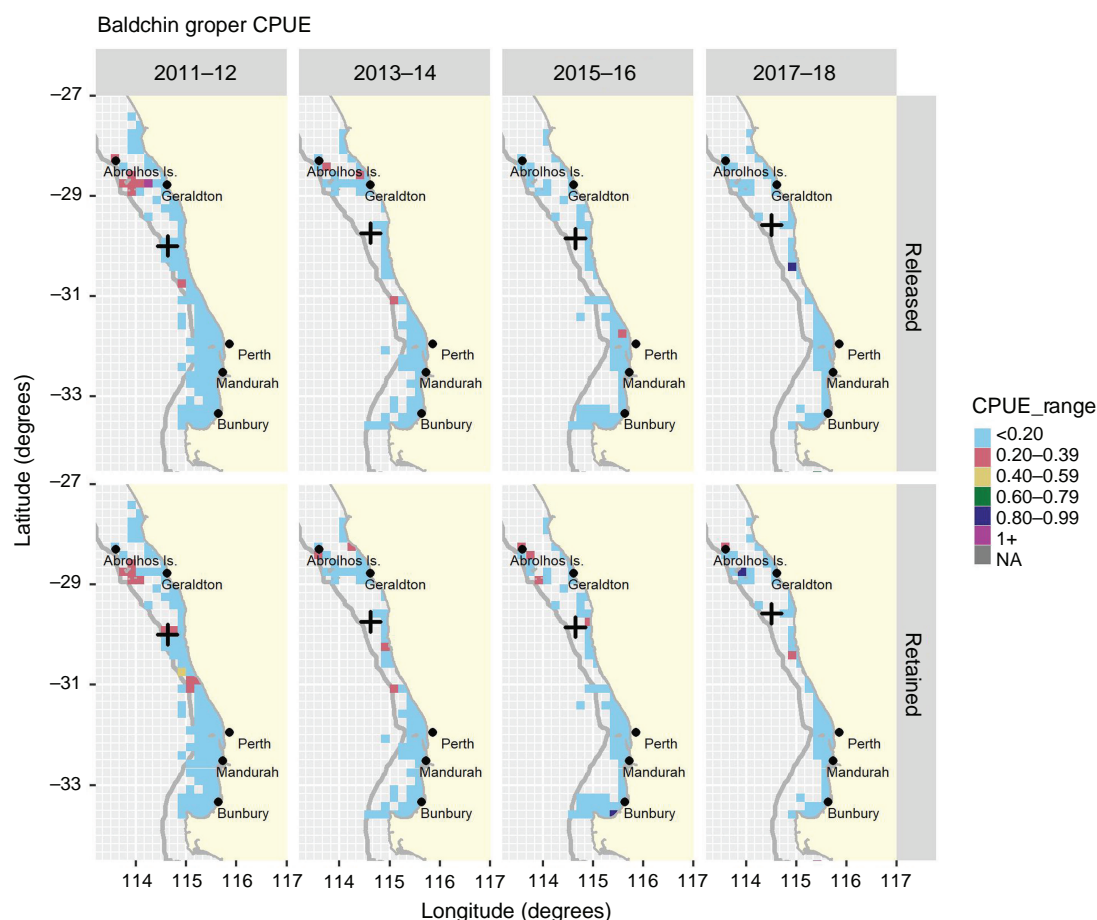 Baldchin groper CPUE
2011–12 2013–14 2015–16 2017–18
–27
Abrolhos Is. Abrolhos Is. Abrolhos Is. Abrolhos Is.
–29
Geraldton Geraldton Geraldton Geraldton
Released
–31
Perth Perth Perth Perth
Mandurah Mandurah Mandurah Mandurah
–33
Bunbury Bunbury Bunbury Bunbury
Latitude (degrees)
CPUE_range
<0.20
0.20–0.39
0.40–0.59
0.60–0.79
0.80–0.99
1+
NA
–27
Abrolhos Is. Abrolhos Is. Abrolhos Is. Abrolhos Is.
–29
Geraldton Geraldton Geraldton Geraldton
Retained
–31
Perth Perth Perth Perth
Mandurah Mandurah Mandurah Mandurah
–33
Bunbury Bunbury Bunbury Bunbury
114 115 116 117 114 115 116 117 114 115 116 117 114 115 116 117
Longitude (degrees)